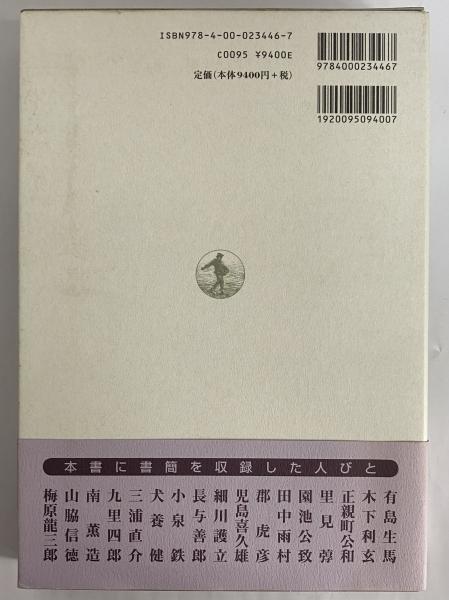 ISBN978-4-00-023446-7
C0095 ¥9400E
定価(本体9400円+税)
9784000234467
1920095094007
本書に書簡を収録した人びと
有島生馬
木下利玄
正親町公和
里見弴
園池公致
田中雨村
郡虎彦
児島喜久雄
細川護立
長与善郎
小泉鉄
犬養健
三浦直介
九里四郎
南薫造
山脇信徳
梅原龍三郎